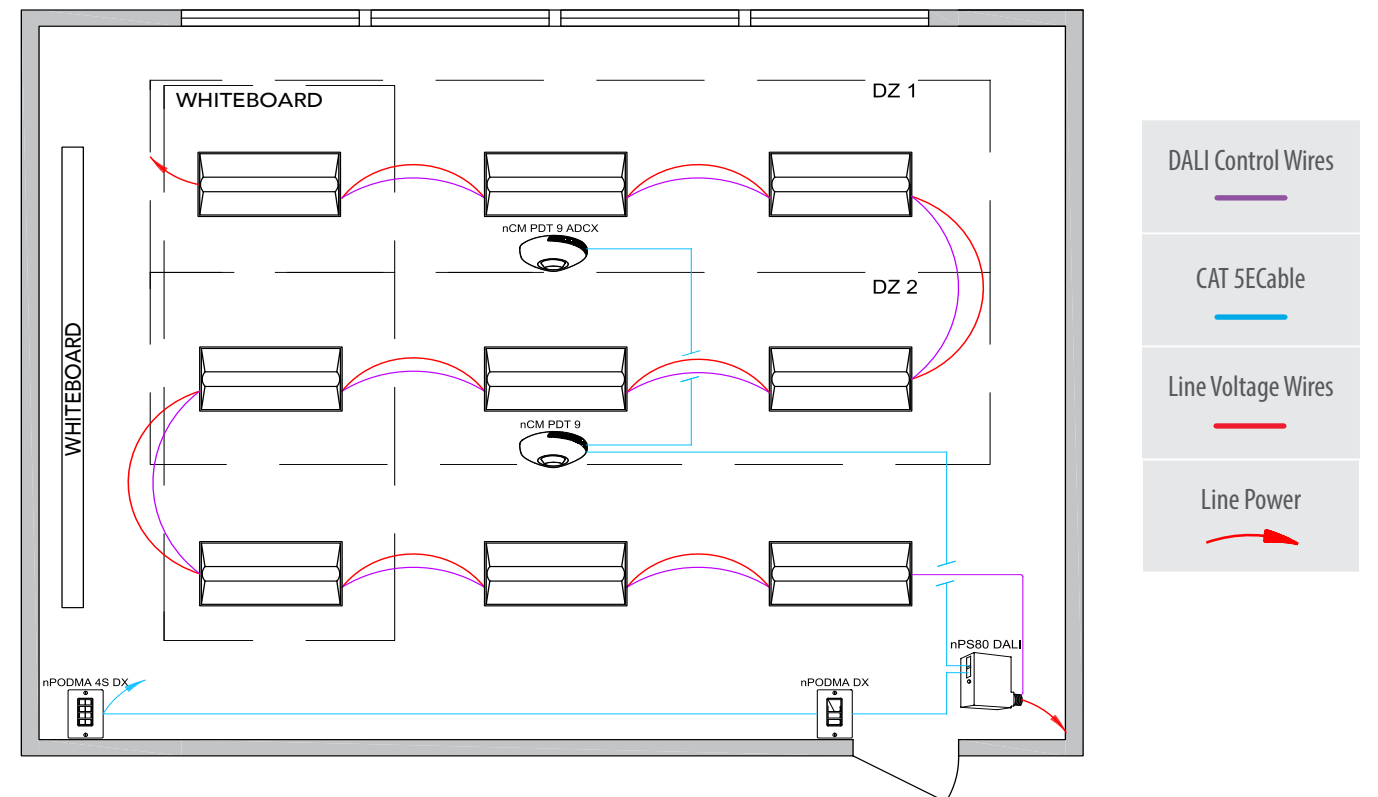 WHITEBOARD
DZ 1
nCM PDT 9 ADCX
DZ 2
WHITEBOARD
nCM PDT 9
nPS80 DALI
nPODMA 4S DX
nPODMA DX
DALI Control Wires
CAT 5ECable
Line Voltage Wires
Line Power